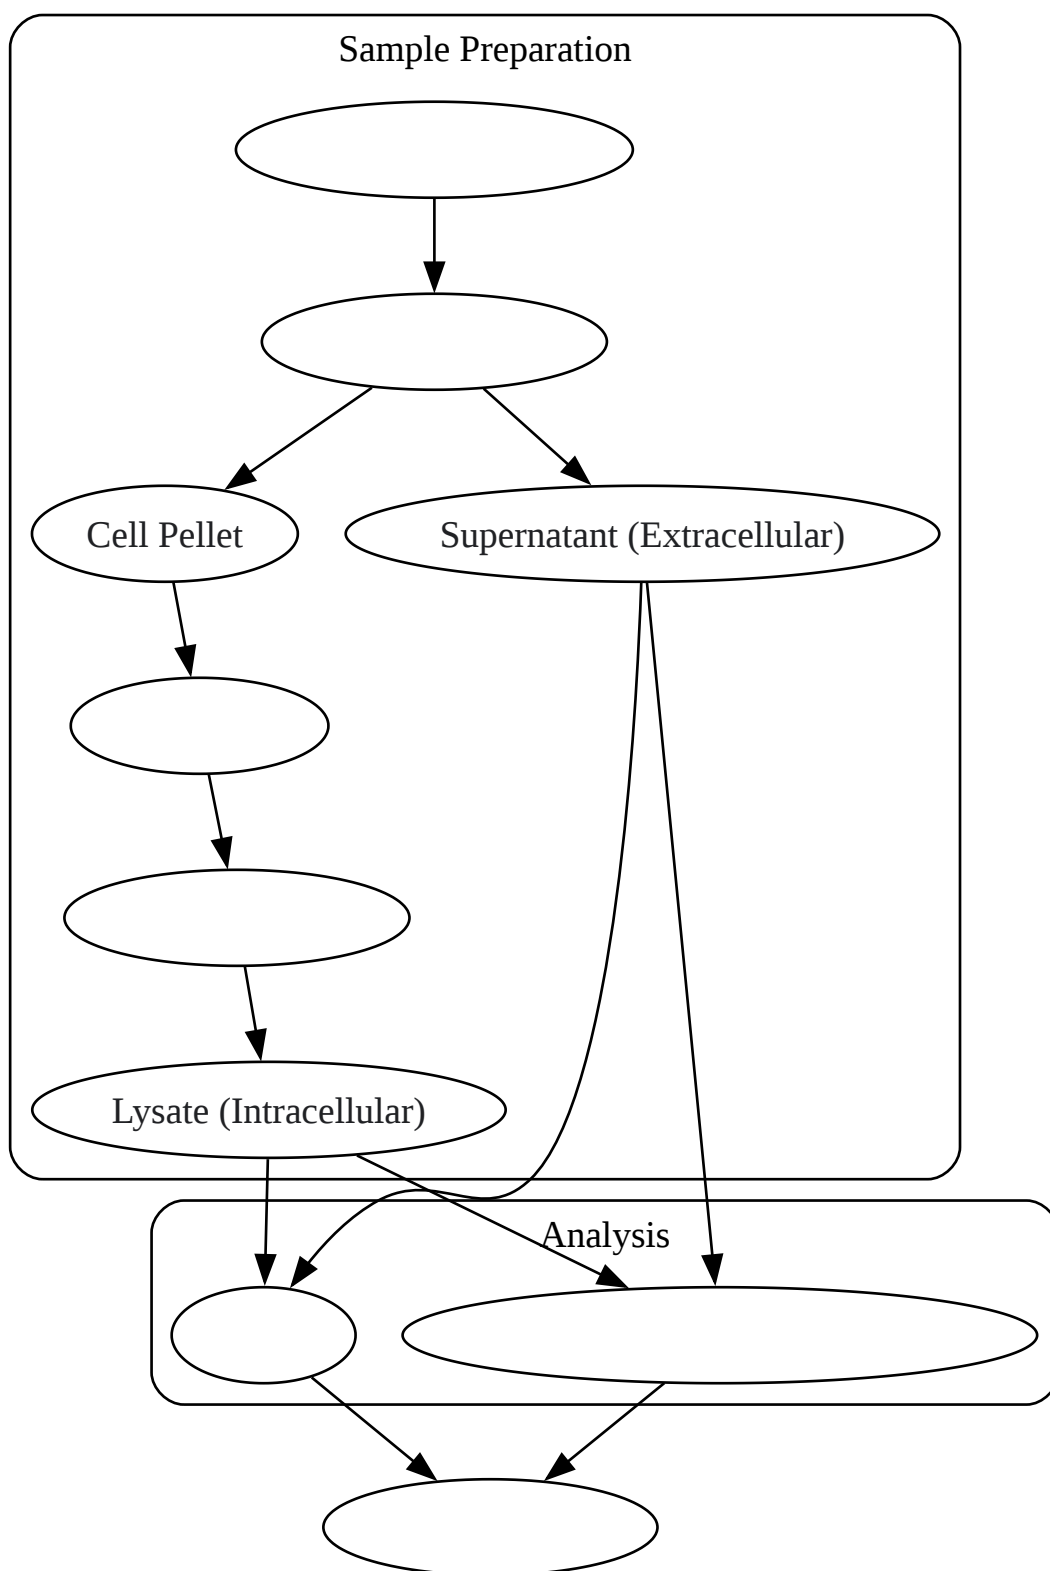 Sample Preparation
Cell Pellet
Supernatant (Extracellular)
Lysate (Intracellular)
Analysis